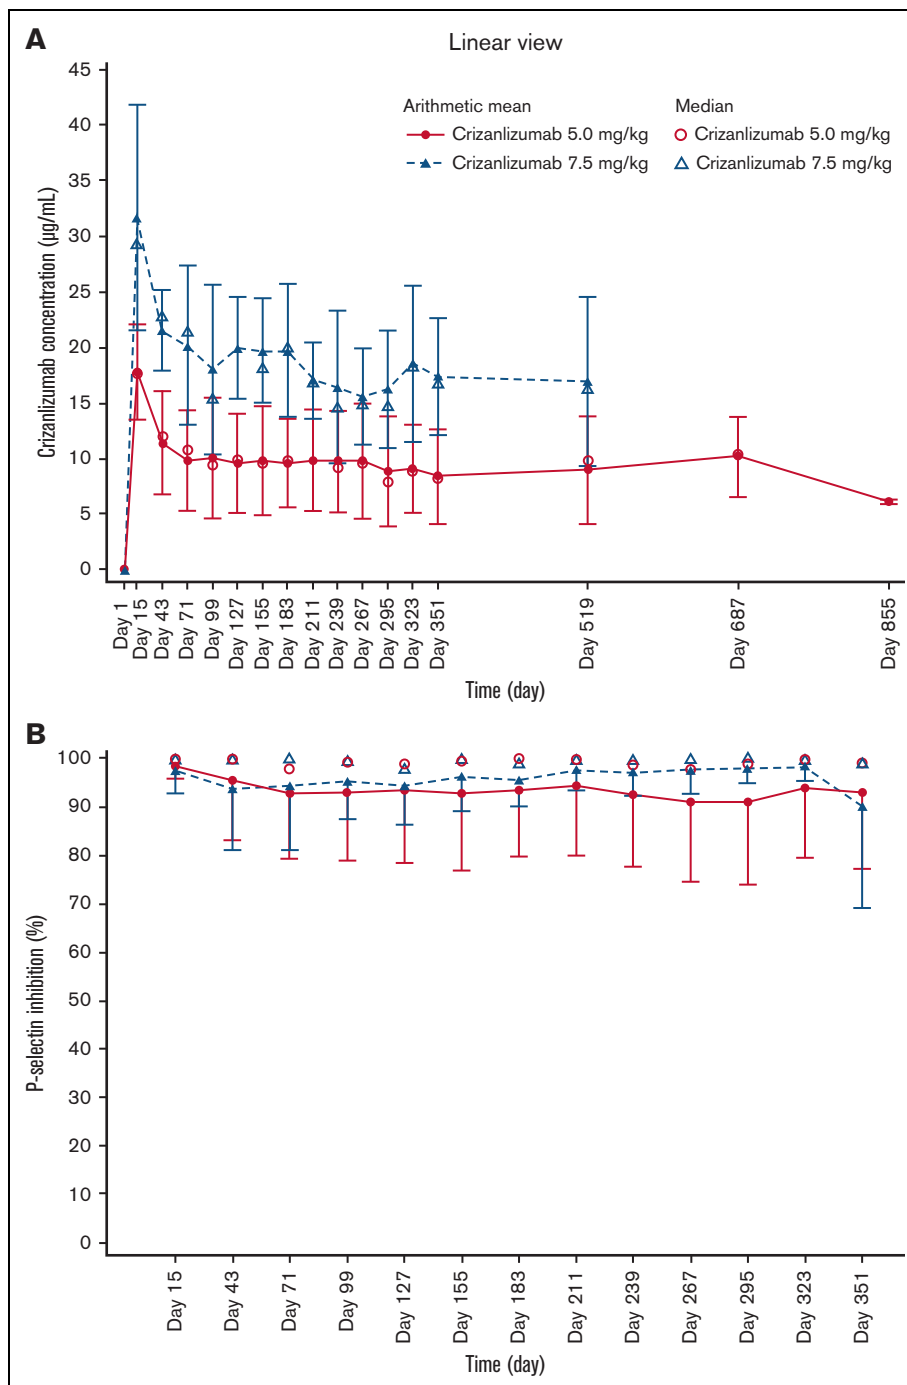 A
Linear view
Arithmetic mean
Median
Crizanlizumab 5.0 mg/kg
Crizanlizumab 5.0 mg/kg
Crizanlizumab 7.5 mg/kg
Crizanlizumab 7.5 mg/kg
Crizanlizumab concentration (µg/mL)
45
40
35
30
25
20
15
10
5
0
Day 1
Day 15
Day 43
Day 71
Day 99
Day 127
Day 155
Day 183
Day 211
Day 239
Day 267
Day 295
Day 323
Day 351
Day 519
Day 687
Day 855
Time (day)
B
P-selectin inhibition (%)
100
90
80
70
60
50
40
30
20
10
0
Day 15
Day 43
Day 71
Day 99
Day 127
Day 155
Day 183
Day 211
Day 239
Day 267
Day 295
Day 323
Day 351
Time (day)